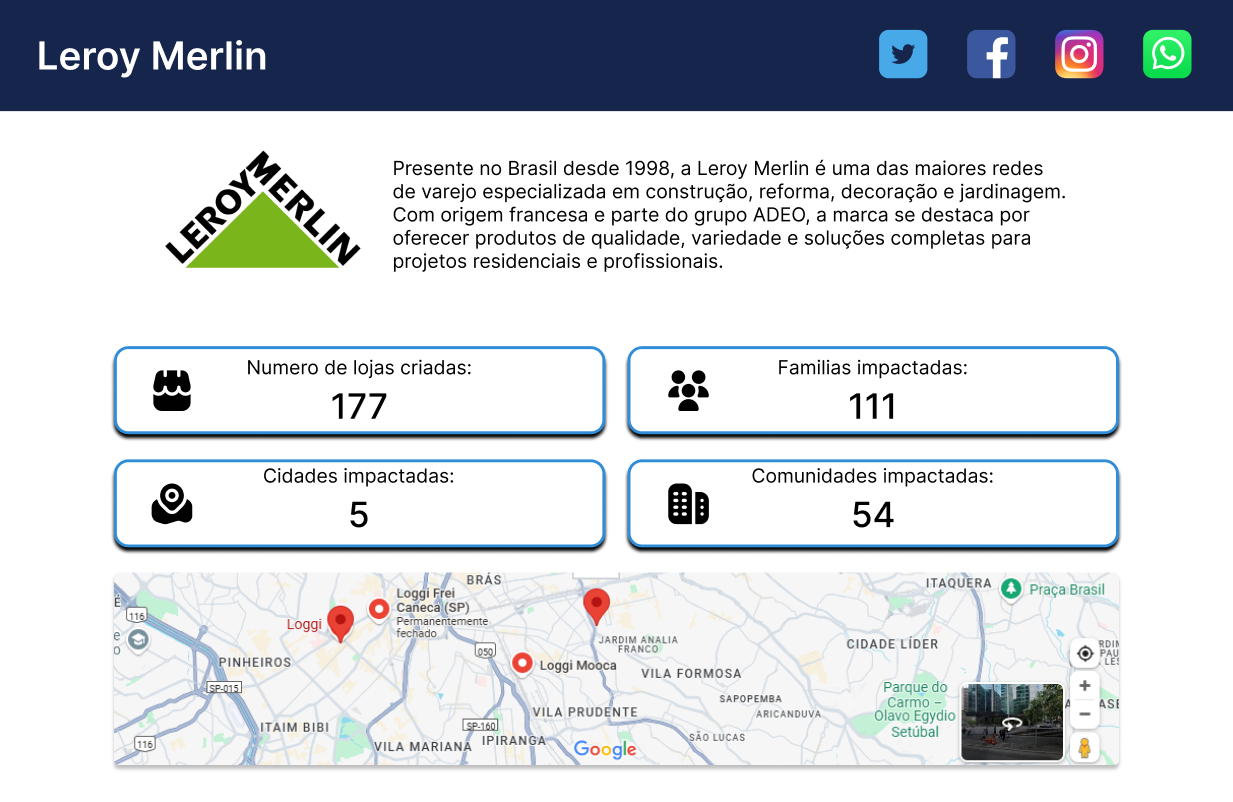 Leroy Merlin
LEROY MERLIN
Presente no Brasil desde 1998, a Leroy Merlin é uma das maiores redes
de varejo especializada em construção, reforma, decoração e jardinagem.
Com origem francesa e parte do grupo ADEO, a marca se destaca por
oferecer produtos de qualidade, variedade e soluções completas para
projetos residenciais e profissionais.
Numero de lojas criadas:
177
Familias impactadas:
111
Cidades impactadas:
5
Comunidades impactadas:
54
BRÁS
Loggi Frei
Caneca (SP)
Permanentemente
fechado
Loggi
116
050
Loggi Mooca
JARDIM ANALIA
FRANCO
ITAQUERA
Praça Brasil
CIDADE LÍDER
PINHEIROS
SP-015
VILA FORMOSA
SAPOPEMBA
ARICANDUVA
Parque do
Carmo –
Olavo Egydio
Setúbal
ITAIM BIBI
SP-160
VILA PRUDENTE
116
VILA MARIANA
IPIRANGA
SÃO LUCAS
Google